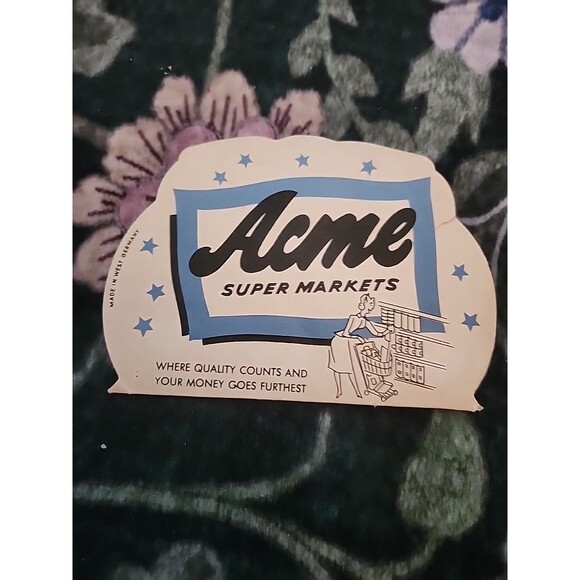 Acme
SUPER MARKETS
MADE IN WEST GERMANY
WHERE QUALITY COUNTS AND
YOUR MONEY GOES FURTHEST